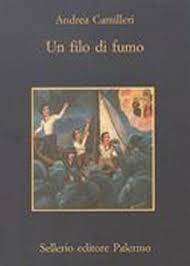 Andrea Camilleri
Un filo di fumo
Sellerio editore Palermo